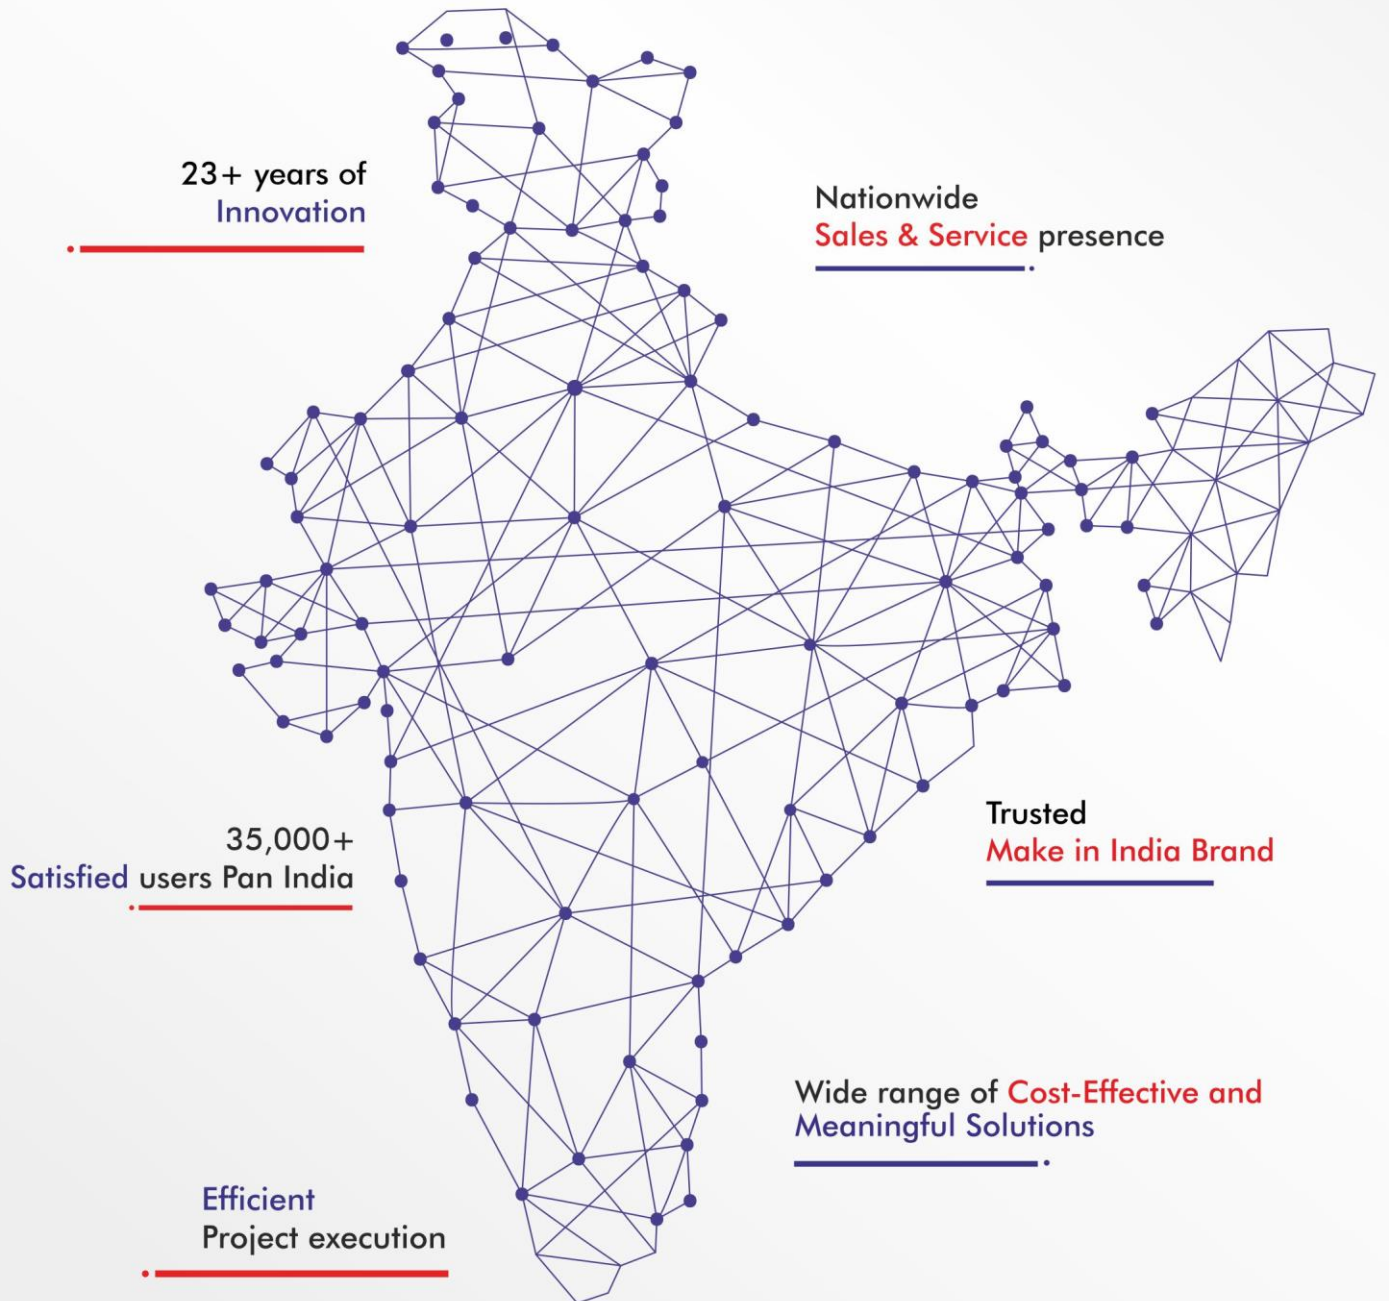 23+ years of
Innovation
Nationwide
Sales & Service presence
35,000+
Satisfied users Pan India
Trusted
Make in India Brand
Wide range of Cost-Effective and
Meaningful Solutions
Efficient
Project execution